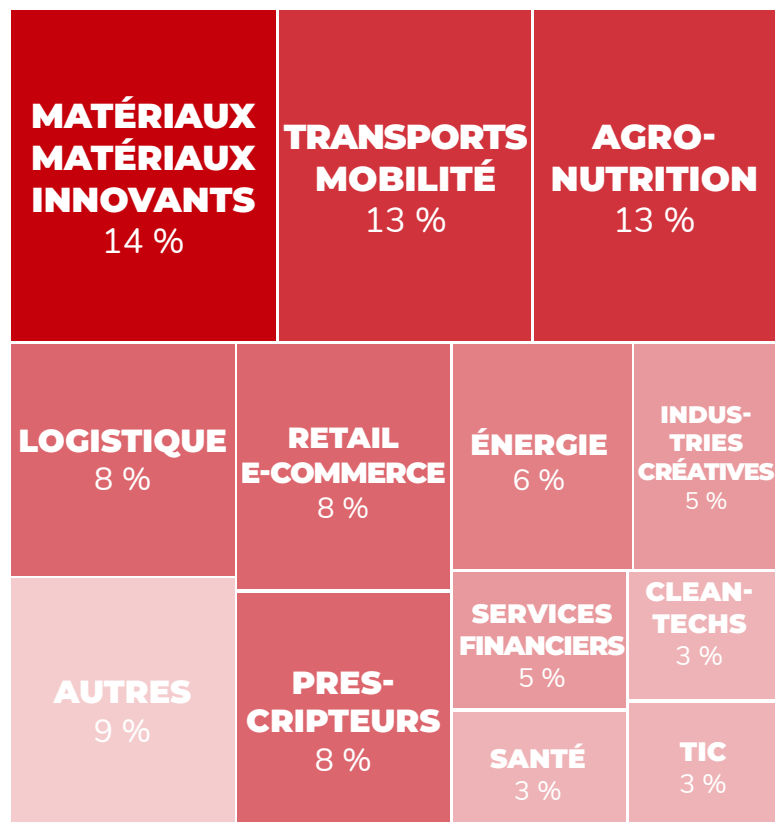 MATÉRIAUX
MATÉRIAUX
INNOVANTS
14 %
TRANSPORTS
MOBILITÉ
13 %
AGRO-
NUTRITION
13 %
LOGISTIQUE
8 %
RETAIL
E-COMMERCE
8 %
ÉNERGIE
6 %
INDUS-
TRIES
CRÉATIVES
5 %
AUTRES
9 %
PRES-
CRIPTEURS
8 %
SERVICES
FINANCIERS
5 %
CLEAN-
TECHS
3 %
SANTÉ
3 %
TIC
3 %